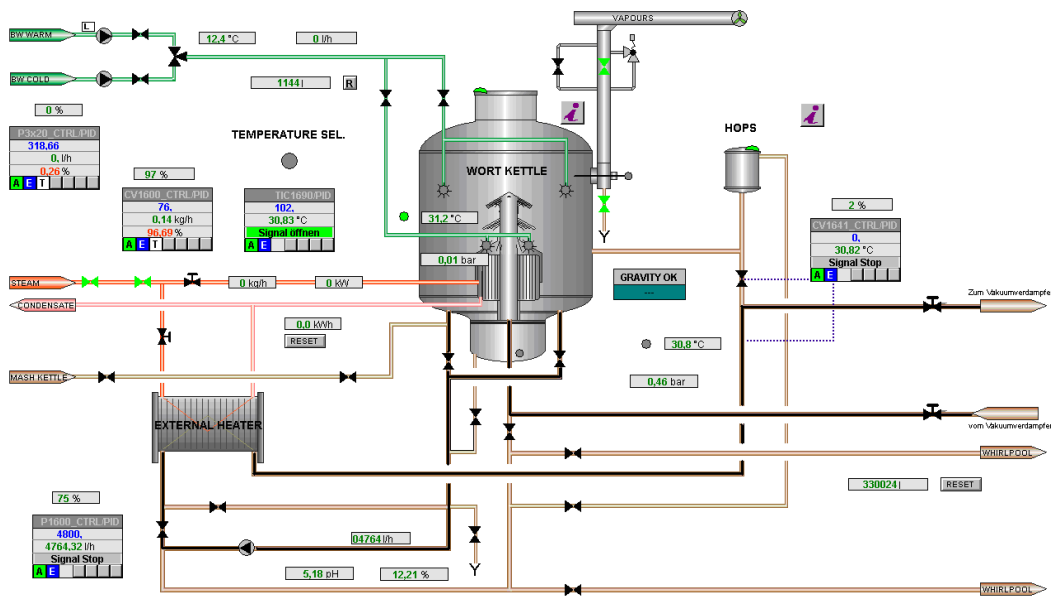 VAPOURS
BW WARM
L
12,4 °C
0 l/h
BW COLD
1144 l
R
0 %
P3x20_CTRL/PID
318,66
0, l/h
0,26 %
A E T
TEMPERATURE SEL.
HOPS
WORT KETTLE
97 %
CV1600_CTRL/PID
76,
0,14 kg/h
96,69 %
A E T
TIC1690/PID
102,
30,83 °C
Signal öffnen
A E
31,2 °C
0,01 bar
2 %
CV1641_CTRL/PID
0,
30,82 °C
Signal Stop
A E
STEAM
0 kg/h
0 kW
GRAVITY OK
---
CONDENSATE
Zum Vakuumverdampfe
0,0 kWh
RESET
30,8 °C
MASH KETTLE
0,46 bar
EXTERNAL HEATER
vom Vakuumverdampfer
WHIRLPOOL
330024 l
RESET
75 %
P1600_CTRL/PID
4800,
4764,32 l/h
Signal Stop
A E
04764 l/h
5,18 pH
12,21 %
WHIRLPOOL